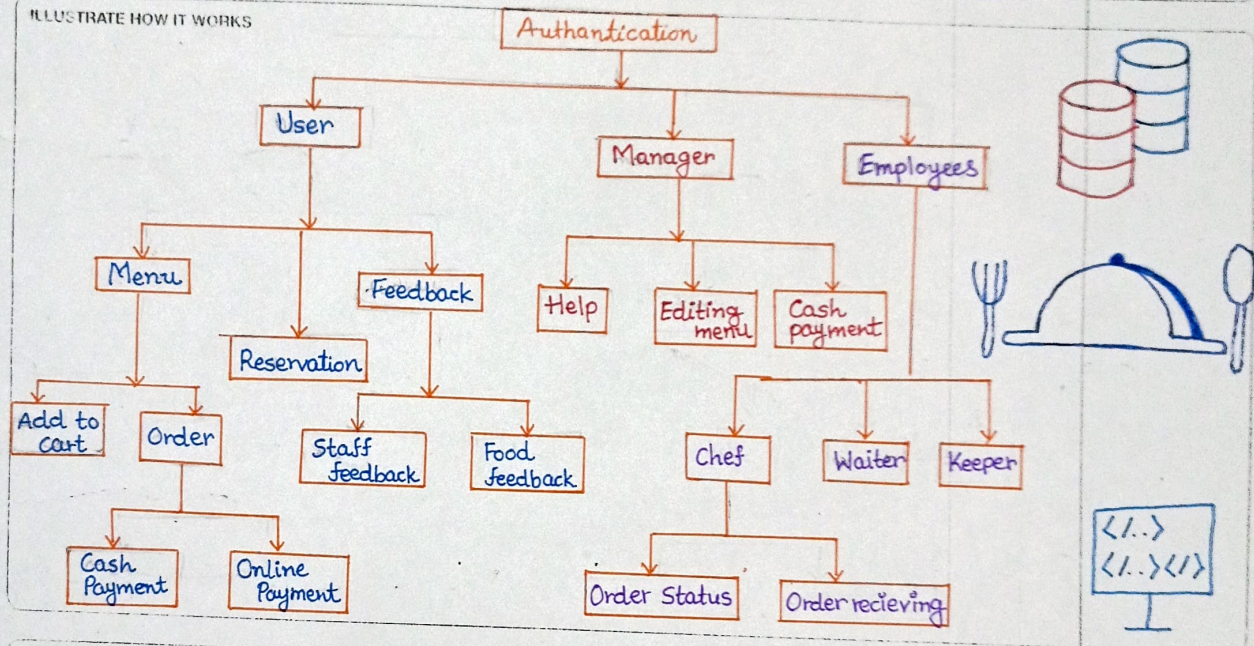 ILLUSTRATE HOW IT WORKS
Authantication
User
Manager
Employees
Menu
Feedback
Reservation
Help
Editing
menu
Cash
payment
Add to
cart
Order
Staff
feedback
Food
feedback
Chef
Waiter
Keeper
Cash
Payment
Online
Payment
Order Status
Order recieving
</..>
</..></>